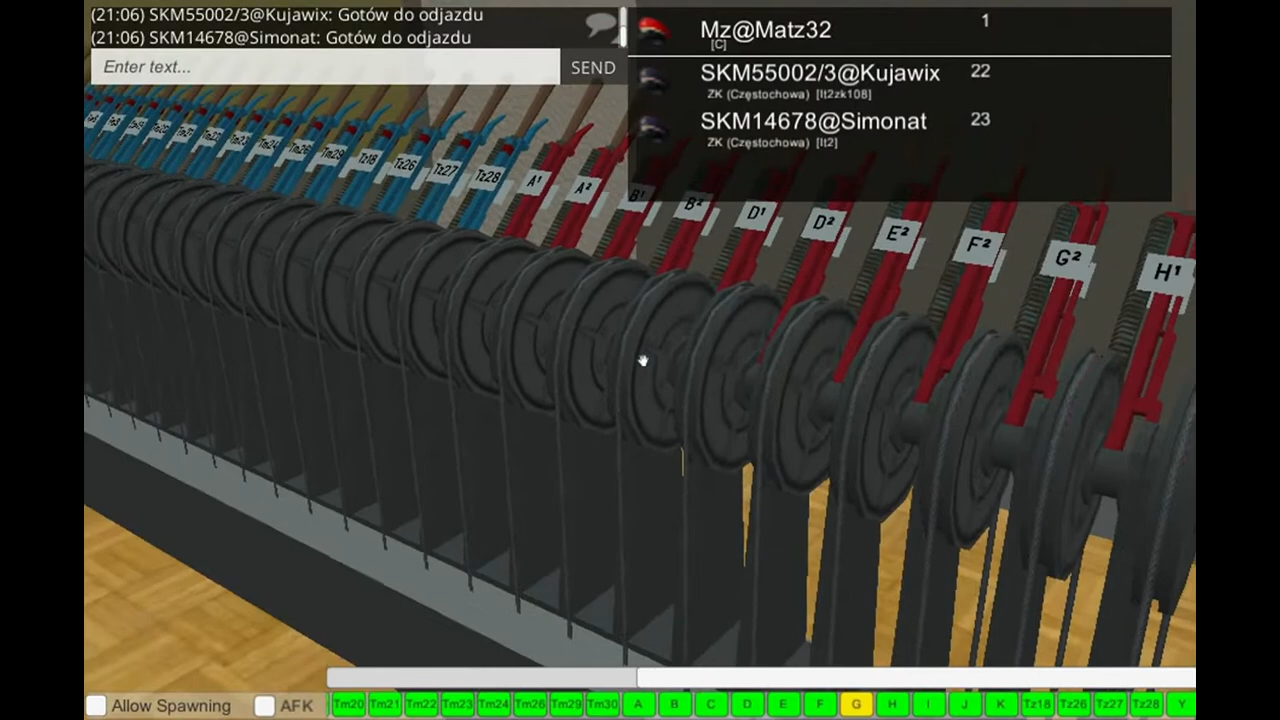 (21:06) SKM55002/3@Kujawix: Gotów do odjazdu
(21:06) SKM14678@Simonat: Gotów do odjazdu
Enter text...
SEND
Mz@Matz32 1
[C]
SKM55002/3@Kujawix 22
ZK (Częstochowa) [It2zk108]
SKM14678@Simonat 23
ZK (Częstochowa) [It2]
Tm29 Tz18 Tz26 Tz27 Tz28 A¹ A² B¹ B² D¹ D² E² F² G² H¹
Allow Spawning
AFK
Tm20 Tm21 Tm22 Tm23 Tm24 Tm26 Tm29 Tm30 A B C D E F G H I J K Tz18 Tz26 Tz27 Tz28 Y